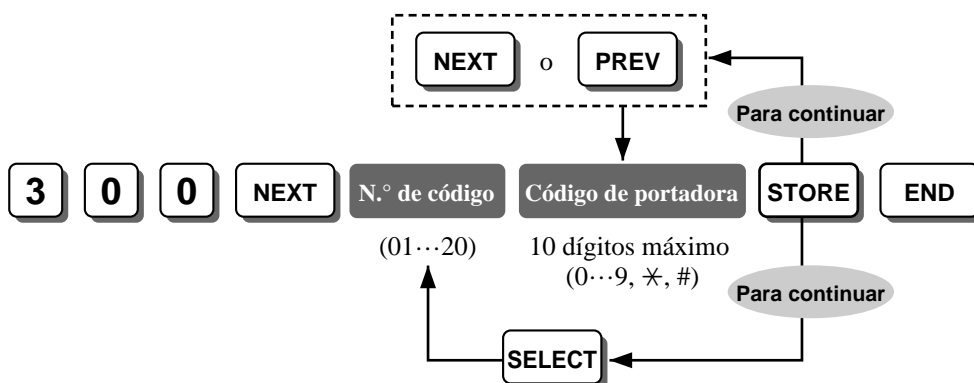 NEXT o PREV
Para continuar
3 0 0 NEXT N.° de código Código de portadora STORE END
(01···20) 10 dígitos máximo
(0···9, ✳, #)
Para continuar
SELECT